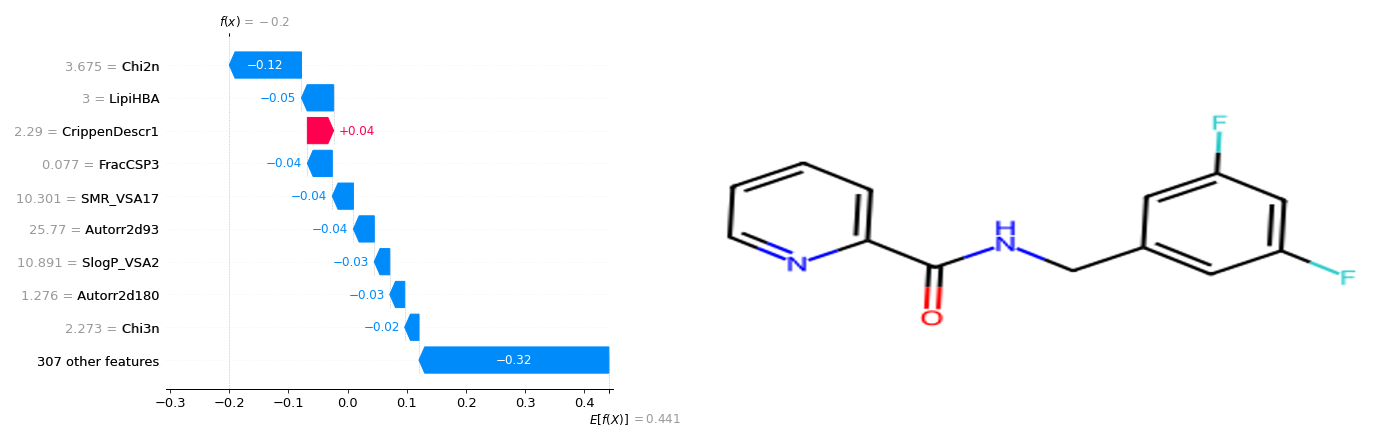 f(x) = −0.2
3.675 = Chi2n
−0.12
3 = LipiHBA
−0.05
2.29 = CrippenDescr1
+0.04
0.077 = FracCSP3
−0.04
10.301 = SMR_VSA17
−0.04
25.77 = Autorr2d93
−0.04
10.891 = SlogP_VSA2
−0.03
1.276 = Autorr2d180
−0.03
2.273 = Chi3n
−0.02
307 other features
−0.32
−0.3 −0.2 −0.1 0.0 0.1 0.2 0.3 0.4
E[f(X)] = 0.441
F
H
N
N
F
O